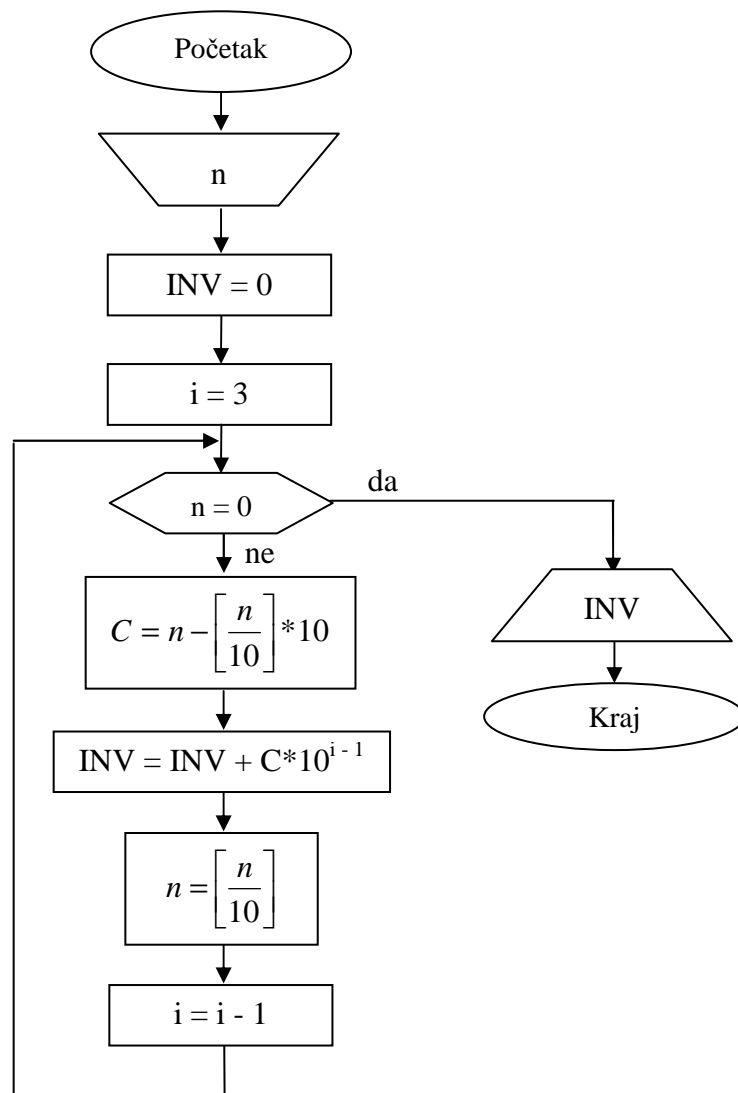 Početak
n
INV = 0
i = 3
n = 0
da
ne
C = n − [n/10] *10
INV = INV + C*10^{i - 1}
n = [n/10]
i = i - 1
INV
Kraj